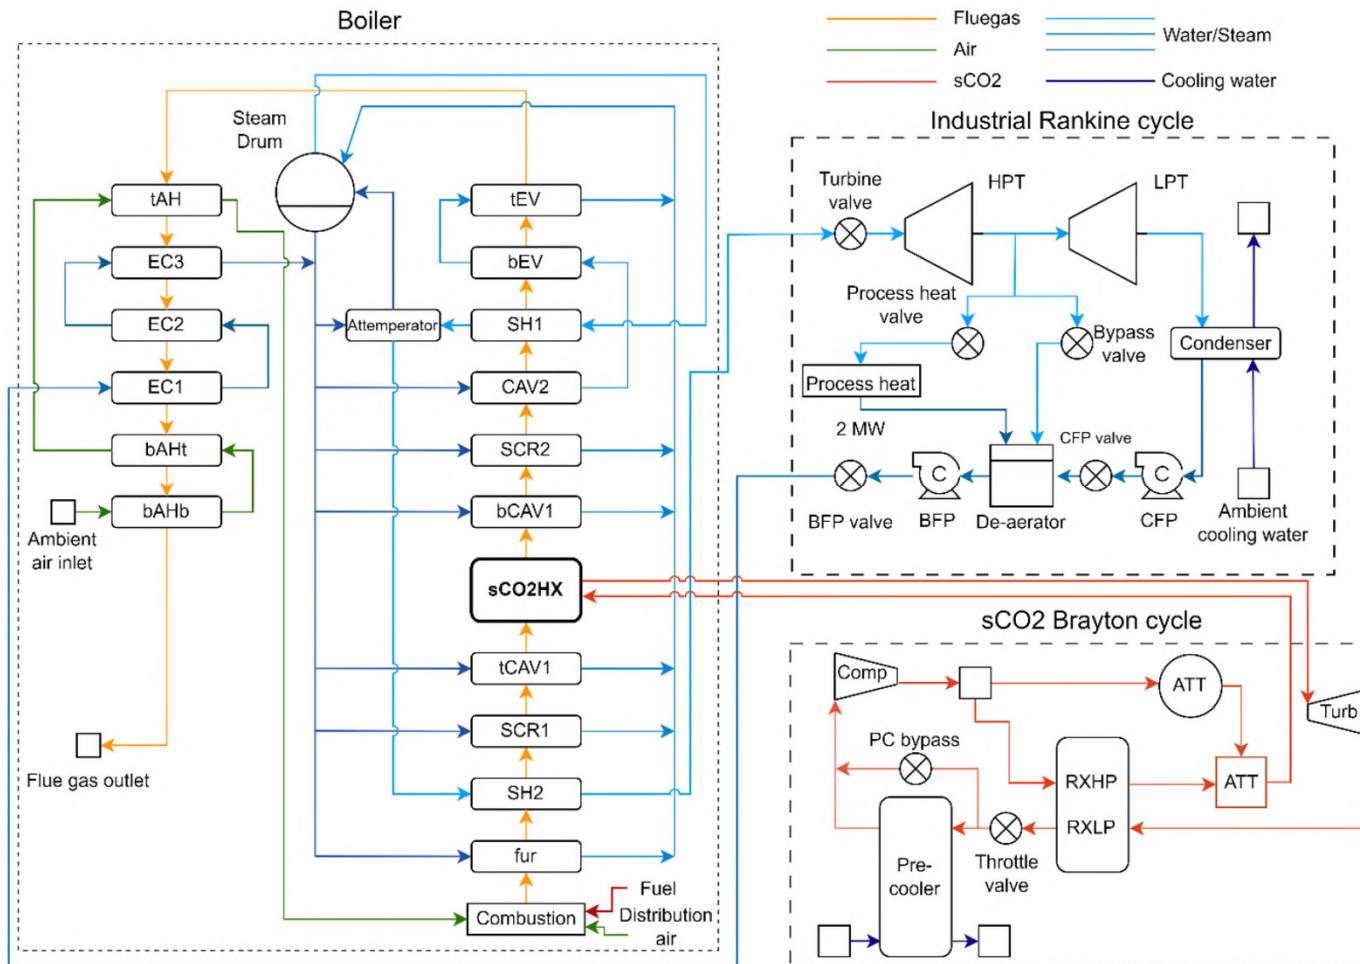 Boiler
Fluegas
Air
sCO2
Water/Steam
Cooling water
Steam
Drum
tAH
EC3
EC2
EC1
bAHt
bAHb
Ambient
air inlet
Flue gas outlet
tEV
bEV
Attemperator
SH1
CAV2
SCR2
bCAV1
sCO2HX
tCAV1
SCR1
SH2
fur
Combustion
Fuel
Distribution
air
Industrial Rankine cycle
Turbine
valve
HPT
LPT
Process heat
valve
Bypass
valve
Condenser
Process heat
2 MW
CFP valve
C
C
BFP valve
BFP
De-aerator
CFP
Ambient
cooling water
sCO2 Brayton cycle
Comp
ATT
Turb
PC bypass
RXHP
ATT
RXLP
Throttle
valve
Pre-
cooler